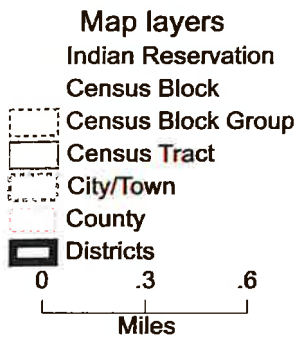 Map layers
Indian Reservation
Census Block
Census Block Group
Census Tract
City/Town
County
Districts
0 .3 .6
Miles